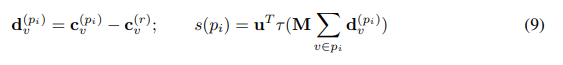 d_v^{(p_i)} = c_v^{(p_i)} − c_v^{(r)};    s(p_i) = u^T τ(M ∑_{v∈p_i} d_v^{(p_i)})    (9)